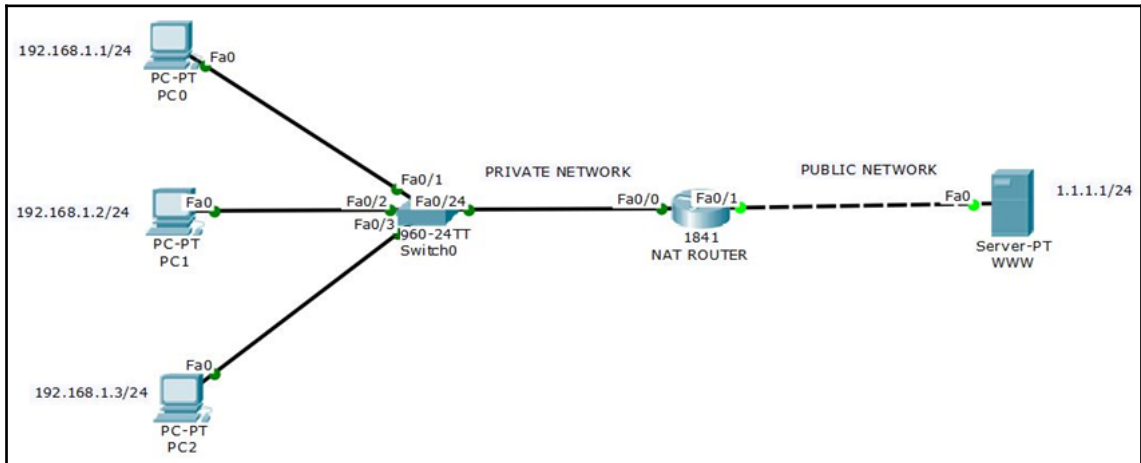 192.168.1.1/24
Fa0
PC-PT
PC0
Fa0/1
PRIVATE NETWORK
PUBLIC NETWORK
192.168.1.2/24
Fa0
Fa0/2
Fa0/24
Fa0/0
Fa0/1
Fa0
1.1.1.1/24
Fa0/3
PC-PT
PC1
960-24TT
Switch0
1841
NAT ROUTER
Server-PT
WWW
Fa0
192.168.1.3/24
PC-PT
PC2